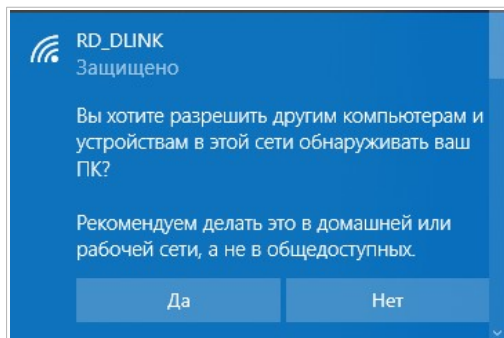 RD_DLINK
Защищено
Вы хотите разрешить другим компьютерам и
устройствам в этой сети обнаруживать ваш
ПК?
Рекомендуем делать это в домашней или
рабочей сети, а не в общедоступных.
Да
Нет